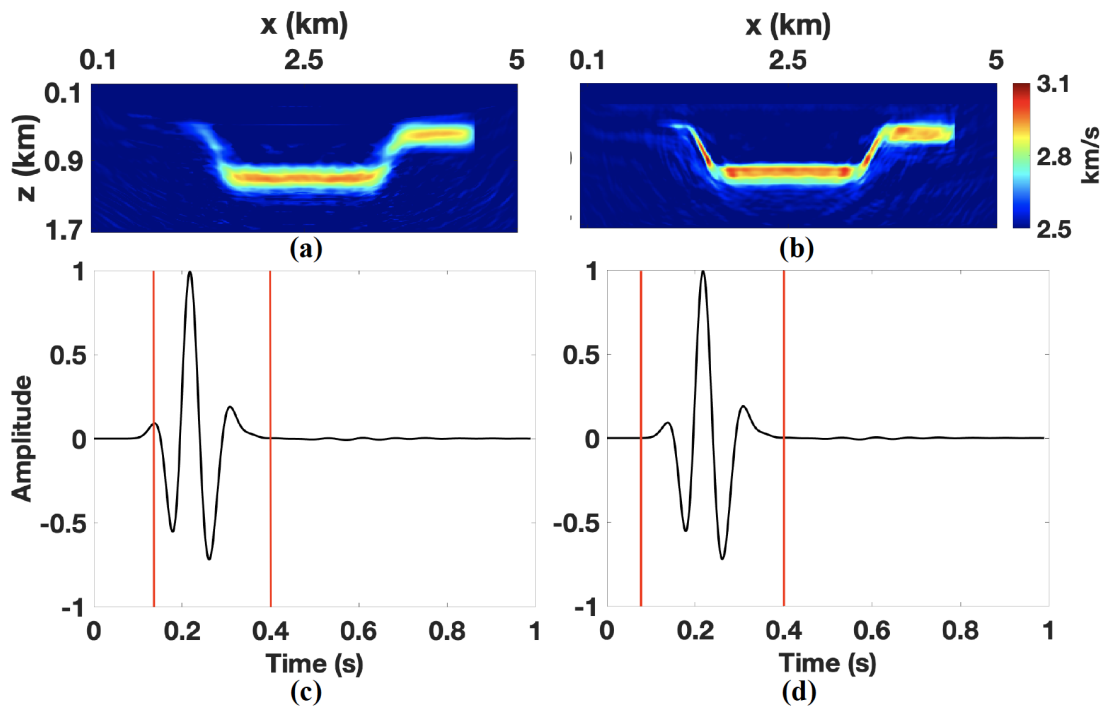 x (km)
x (km)
0.1 2.5 5
0.1 2.5 5
0.1
0.9
1.7
z (km)
3.1
2.8
2.5
km/s
(a)
(b)
1
0.5
0
-0.5
-1
Amplitude
0 0.2 0.4 0.6 0.8 1
Time (s)
(c)
1
0.5
0
-0.5
-1
0 0.2 0.4 0.6 0.8 1
Time (s)
(d)